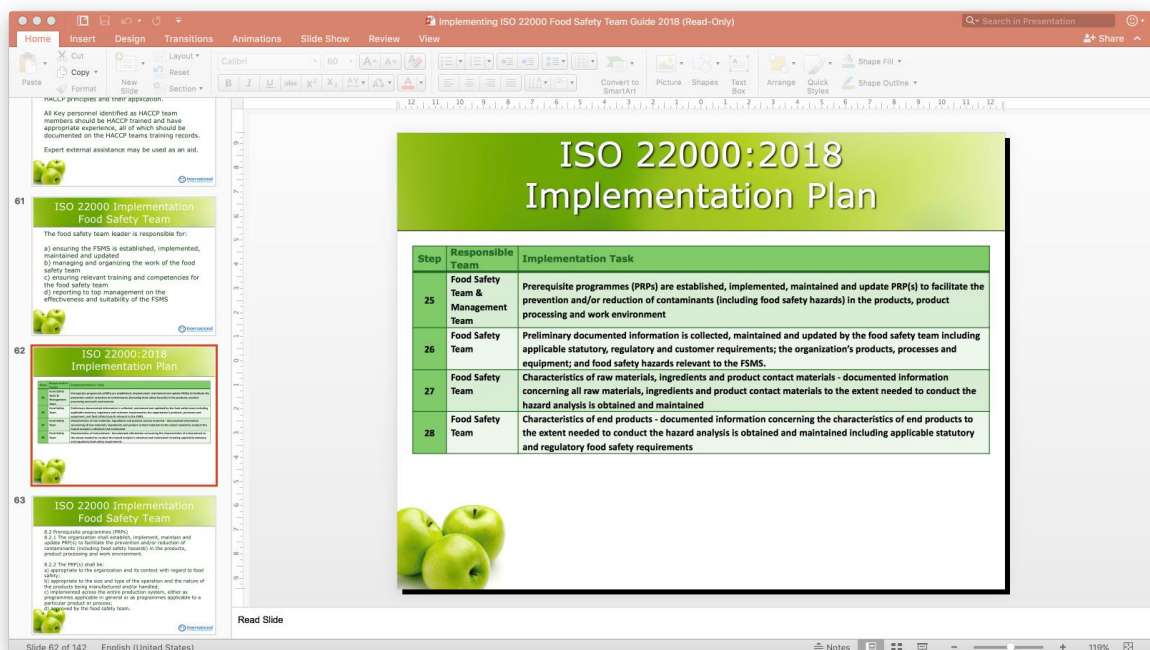 Implementing ISO 22000 Food Safety Team Guide 2018 (Read-Only)
Search in Presentation
Home Insert Design Transitions Animations Slide Show Review View
Share
Paste
Cut
Copy
Format
New Slide
Layout
Reset
Section
Calibri 60
Convert to SmartArt
Picture
Shapes
Text Box
Arrange
Quick Styles
Shape Fill
Shape Outline
HACCP principles and their application.
All Key personnel identified as HACCP team
members should be HACCP trained and have
appropriate experience, all of which should be
documented on the HACCP teams training records.
Expert external assistance may be used as an aid.
International
61
ISO 22000 Implementation
Food Safety Team
The food safety team leader is responsible for:
a) ensuring the FSMS is established, implemented,
maintained and updated
b) managing and organizing the work of the food
safety team
c) ensuring relevant training and competencies for
the food safety team
d) reporting to top management on the
effectiveness and suitability of the FSMS
International
62
ISO 22000:2018
Implementation Plan
63
ISO 22000 Implementation
Food Safety Team
8.2 Prerequisite programmes (PRPs)
8.2.1 The organization shall establish, implement, maintain and
update PRP(s) to facilitate the prevention and/or reduction of
contaminants (including food safety hazards) in the products,
product processing and work environment.
8.2.2 The PRP(s) shall be:
a) appropriate to the organization and its context with regard to food
safety;
b) appropriate to the size and type of the operation and the nature of
the products being manufactured and/or handled;
c) implemented across the entire production system, either as
programmes applicable in general or as programmes applicable to a
particular product or process;
d) approved by the food safety team.
International
ISO 22000:2018
Implementation Plan
Step
Responsible
Team
Implementation Task
25
Food Safety
Team &
Management
Team
Prerequisite programmes (PRPs) are established, implemented, maintained and update PRP(s) to facilitate the
prevention and/or reduction of contaminants (including food safety hazards) in the products, product
processing and work environment
26
Food Safety
Team
Preliminary documented information is collected, maintained and updated by the food safety team including
applicable statutory, regulatory and customer requirements; the organization's products, processes and
equipment; and food safety hazards relevant to the FSMS.
27
Food Safety
Team
Characteristics of raw materials, ingredients and product contact materials - documented information
concerning all raw materials, ingredients and product contact materials to the extent needed to conduct the
hazard analysis is obtained and maintained
28
Food Safety
Team
Characteristics of end products - documented information concerning the characteristics of end products to
the extent needed to conduct the hazard analysis is obtained and maintained including applicable statutory
and regulatory food safety requirements
Read Slide
Slide 62 of 142 English (United States)
Notes
119%